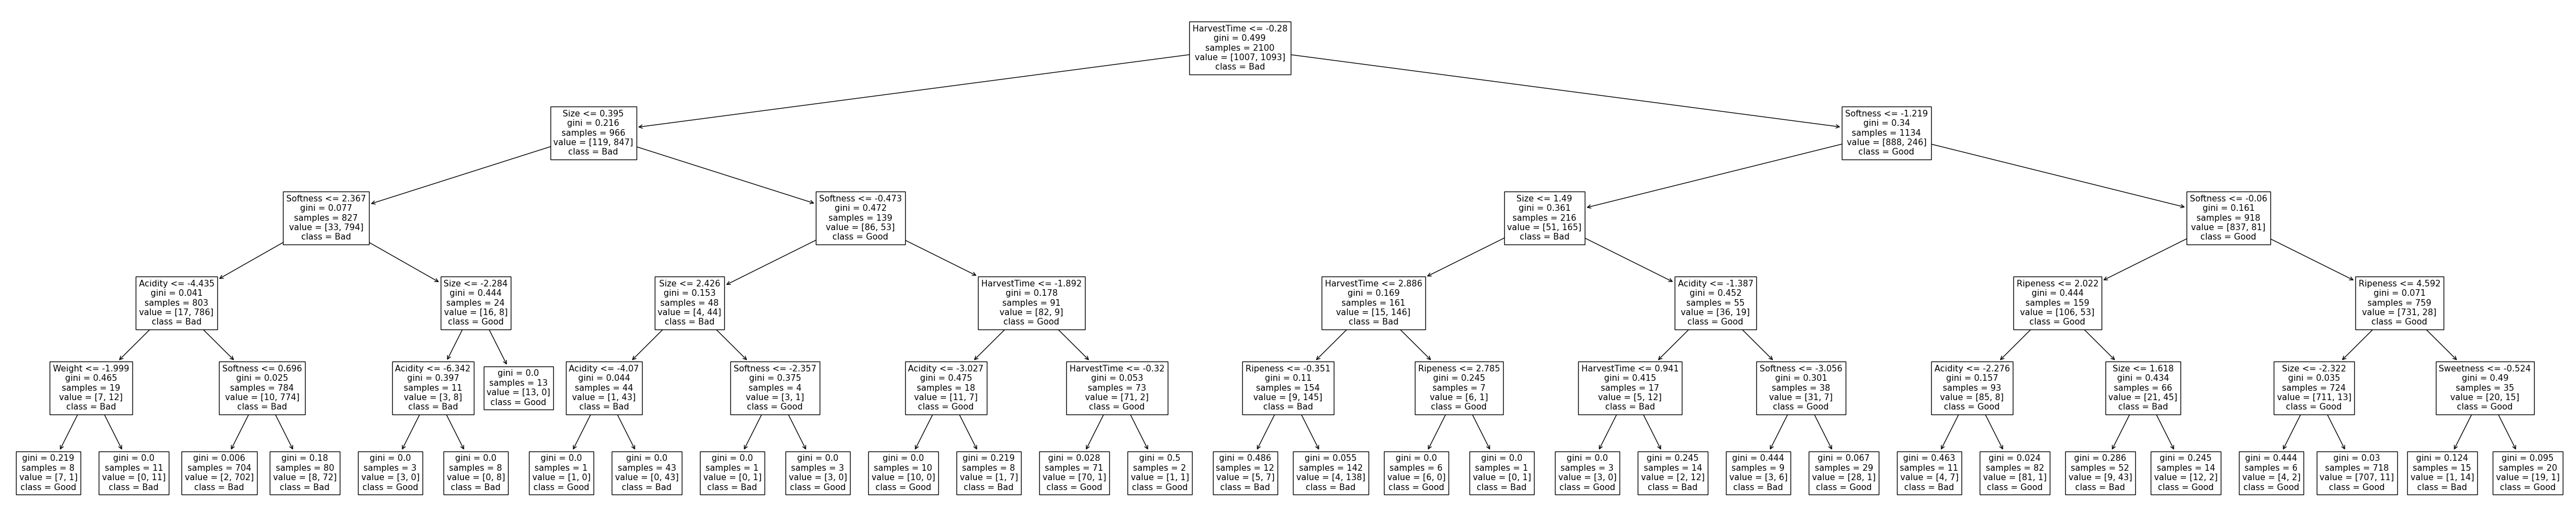 HarvestTime <= -0.28
gini = 0.499
samples = 2100
value = [1007, 1093]
class = Bad
Size <= 0.395
gini = 0.216
samples = 966
value = [119, 847]
class = Bad
Softness <= -1.219
gini = 0.34
samples = 1134
value = [888, 246]
class = Good
Softness <= 2.367
gini = 0.077
samples = 827
value = [33, 794]
class = Bad
Softness <= -0.473
gini = 0.472
samples = 139
value = [86, 53]
class = Good
Size <= 1.49
gini = 0.361
samples = 216
value = [51, 165]
class = Bad
Softness <= -0.06
gini = 0.161
samples = 918
value = [837, 81]
class = Good
Acidity <= -4.435
gini = 0.041
samples = 803
value = [17, 786]
class = Bad
Size <= -2.284
gini = 0.444
samples = 24
value = [16, 8]
class = Good
Size <= 2.426
gini = 0.153
samples = 48
value = [4, 44]
class = Bad
HarvestTime <= -1.892
gini = 0.178
samples = 91
value = [82, 9]
class = Good
HarvestTime <= 2.886
gini = 0.169
samples = 161
value = [15, 146]
class = Bad
Acidity <= -1.387
gini = 0.452
samples = 55
value = [36, 19]
class = Good
Ripeness <= 2.022
gini = 0.444
samples = 159
value = [106, 53]
class = Good
Ripeness <= 4.592
gini = 0.071
samples = 759
value = [731, 28]
class = Good
Weight <= -1.999
gini = 0.465
samples = 19
value = [7, 12]
class = Bad
Softness <= 0.696
gini = 0.025
samples = 784
value = [10, 774]
class = Bad
Acidity <= -6.342
gini = 0.397
samples = 11
value = [3, 8]
class = Bad
gini = 0.0
samples = 13
value = [13, 0]
class = Good
Acidity <= -4.07
gini = 0.044
samples = 44
value = [1, 43]
class = Bad
Softness <= -2.357
gini = 0.375
samples = 4
value = [3, 1]
class = Good
Acidity <= -3.027
gini = 0.475
samples = 18
value = [11, 7]
class = Good
HarvestTime <= -0.32
gini = 0.053
samples = 73
value = [71, 2]
class = Good
Ripeness <= -0.351
gini = 0.11
samples = 154
value = [9, 145]
class = Bad
Ripeness <= 2.785
gini = 0.245
samples = 7
value = [6, 1]
class = Good
HarvestTime <= 0.941
gini = 0.415
samples = 17
value = [5, 12]
class = Bad
Softness <= -3.056
gini = 0.301
samples = 38
value = [31, 7]
class = Good
Acidity <= -2.276
gini = 0.157
samples = 93
value = [85, 8]
class = Good
Size <= 1.618
gini = 0.434
samples = 66
value = [21, 45]
class = Bad
Size <= -2.322
gini = 0.035
samples = 724
value = [711, 13]
class = Good
Sweetness <= -0.524
gini = 0.49
samples = 35
value = [20, 15]
class = Good
gini = 0.219
samples = 8
value = [7, 1]
class = Good
gini = 0.0
samples = 11
value = [0, 11]
class = Bad
gini = 0.006
samples = 704
value = [2, 702]
class = Bad
gini = 0.18
samples = 80
value = [8, 72]
class = Bad
gini = 0.0
samples = 3
value = [3, 0]
class = Good
gini = 0.0
samples = 8
value = [0, 8]
class = Bad
gini = 0.0
samples = 1
value = [1, 0]
class = Good
gini = 0.0
samples = 43
value = [0, 43]
class = Bad
gini = 0.0
samples = 1
value = [0, 1]
class = Bad
gini = 0.0
samples = 3
value = [3, 0]
class = Good
gini = 0.0
samples = 10
value = [10, 0]
class = Good
gini = 0.219
samples = 8
value = [1, 7]
class = Bad
gini = 0.028
samples = 71
value = [70, 1]
class = Good
gini = 0.5
samples = 2
value = [1, 1]
class = Good
gini = 0.486
samples = 12
value = [5, 7]
class = Bad
gini = 0.055
samples = 142
value = [4, 138]
class = Bad
gini = 0.0
samples = 6
value = [6, 0]
class = Good
gini = 0.0
samples = 1
value = [0, 1]
class = Bad
gini = 0.0
samples = 3
value = [3, 0]
class = Good
gini = 0.245
samples = 14
value = [2, 12]
class = Bad
gini = 0.444
samples = 9
value = [3, 6]
class = Bad
gini = 0.067
samples = 29
value = [28, 1]
class = Good
gini = 0.463
samples = 11
value = [4, 7]
class = Bad
gini = 0.024
samples = 82
value = [81, 1]
class = Good
gini = 0.286
samples = 52
value = [9, 43]
class = Bad
gini = 0.245
samples = 14
value = [12, 2]
class = Good
gini = 0.444
samples = 6
value = [4, 2]
class = Good
gini = 0.03
samples = 718
value = [707, 11]
class = Good
gini = 0.124
samples = 15
value = [1, 14]
class = Bad
gini = 0.095
samples = 20
value = [19, 1]
class = Good